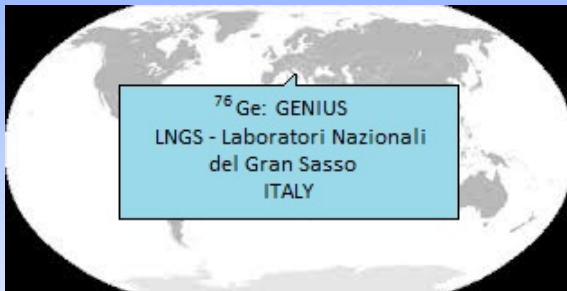 ⁷⁶Ge: GENIUS
LNGS - Laboratori Nazionali
del Gran Sasso
ITALY